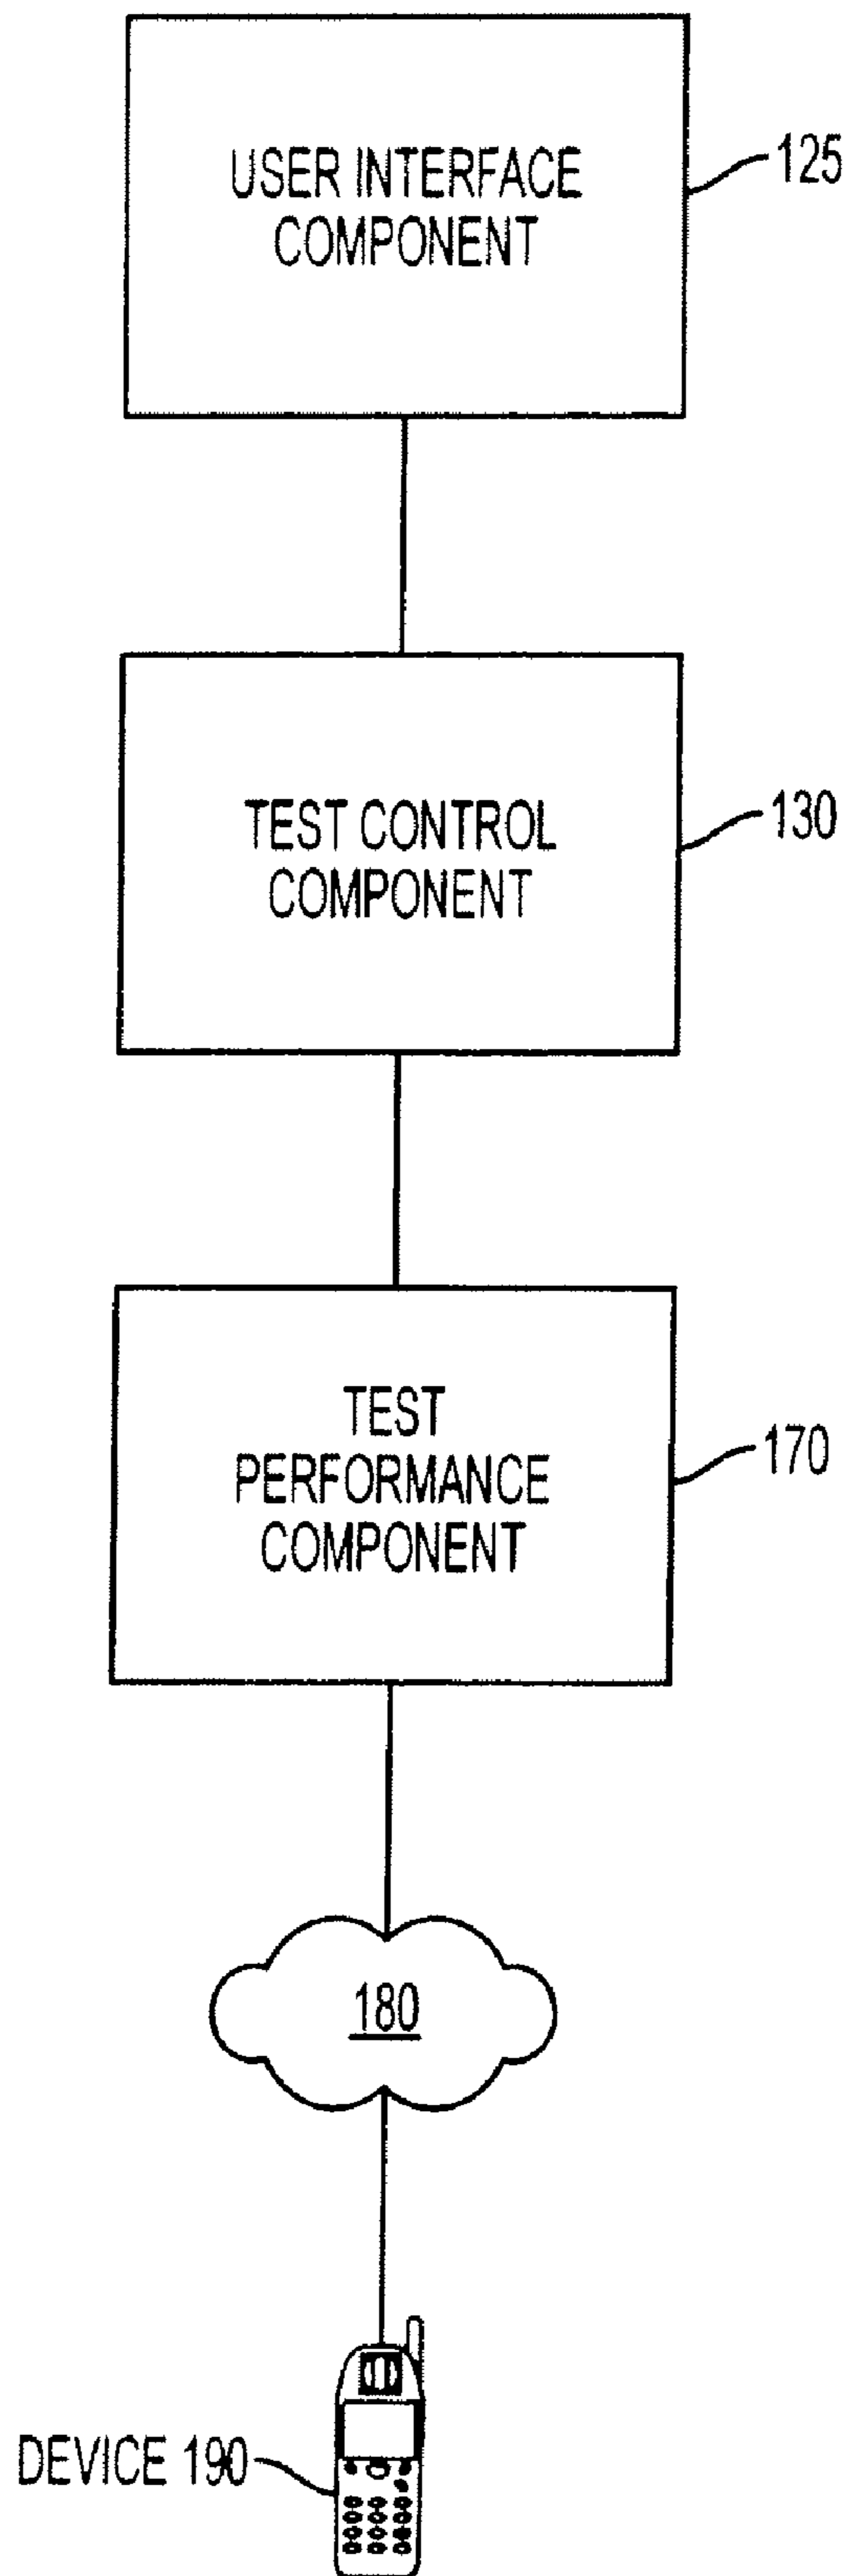 USER INTERFACE
COMPONENT
125
TEST CONTROL
COMPONENT
130
TEST
PERFORMANCE
COMPONENT
170
180
DEVICE 190